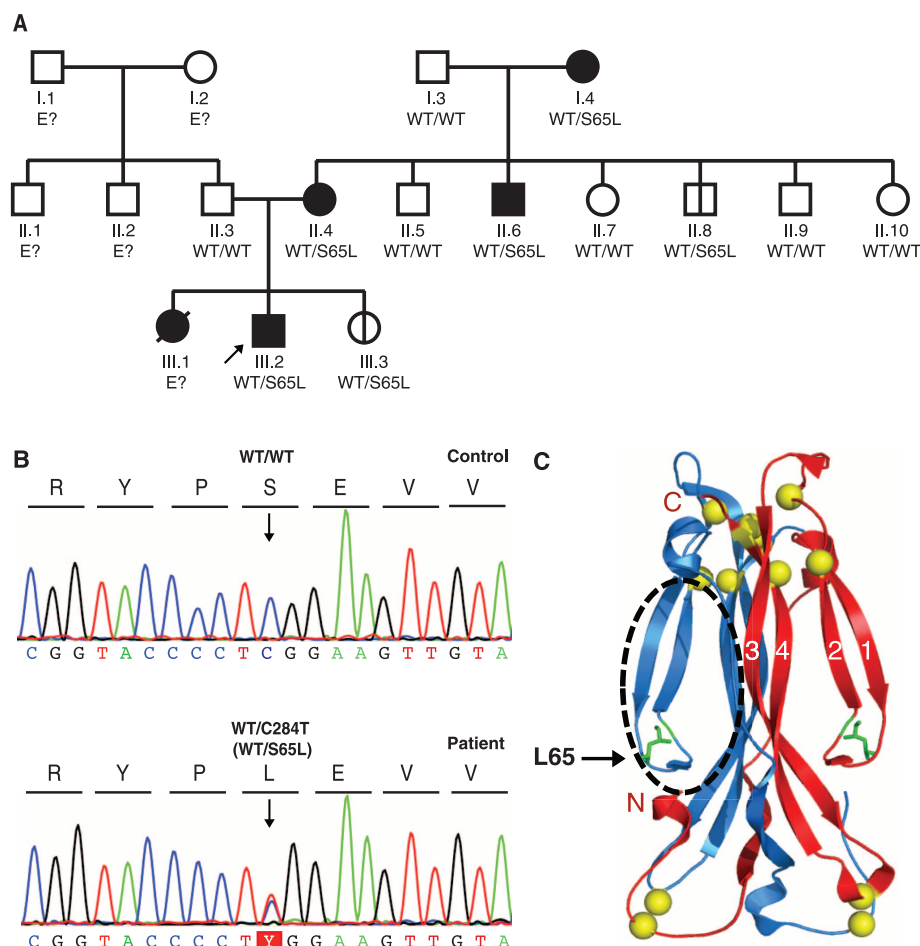 A
I.1
E?
I.2
E?
I.3
WT/WT
I.4
WT/S65L
II.1
E?
II.2
E?
II.3
WT/WT
II.4
WT/S65L
II.5
WT/WT
II.6
WT/S65L
II.7
WT/WT
II.8
WT/S65L
II.9
WT/WT
II.10
WT/WT
III.1
E?
III.2
WT/S65L
III.3
WT/S65L
B
WT/WT
Control
R Y P S E V V
C G G T A C C C C T C G G A A G T T G T A
WT/C284T
(WT/S65L)
Patient
R Y P L E V V
C G G T A C C C C T Y G G A A G T T G T A
C
C
3 4 2 1
L65
N